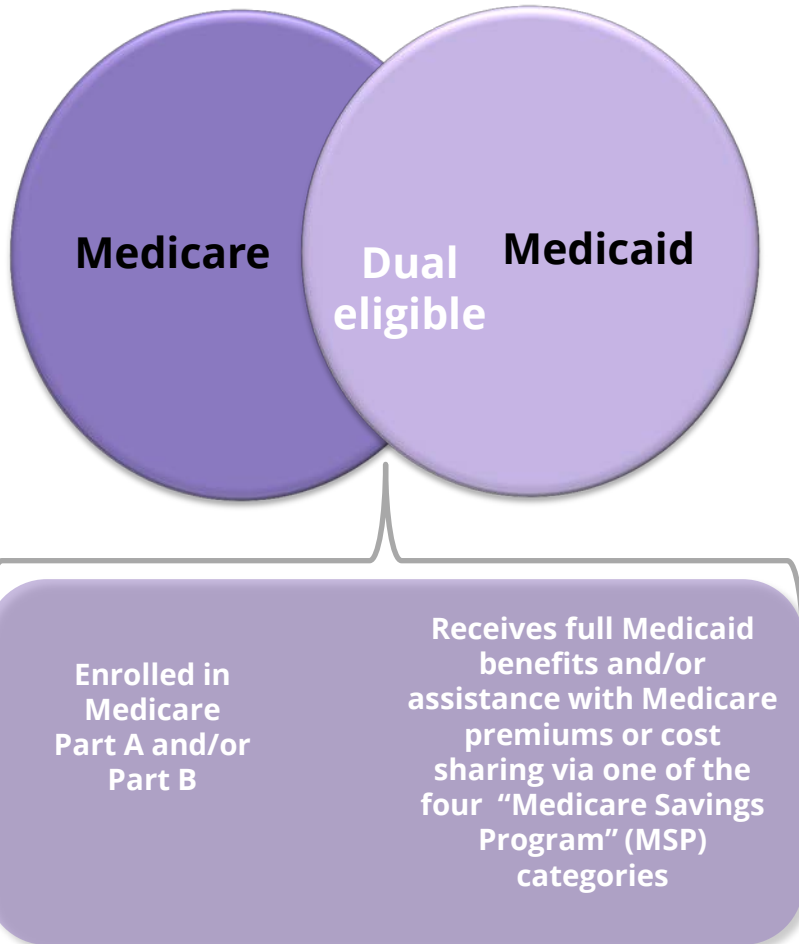 Medicare
Dual
eligible
Medicaid
Enrolled in
Medicare
Part A and/or
Part B
Receives full Medicaid
benefits and/or
assistance with Medicare
premiums or cost
sharing via one of the
four “Medicare Savings
Program” (MSP)
categories